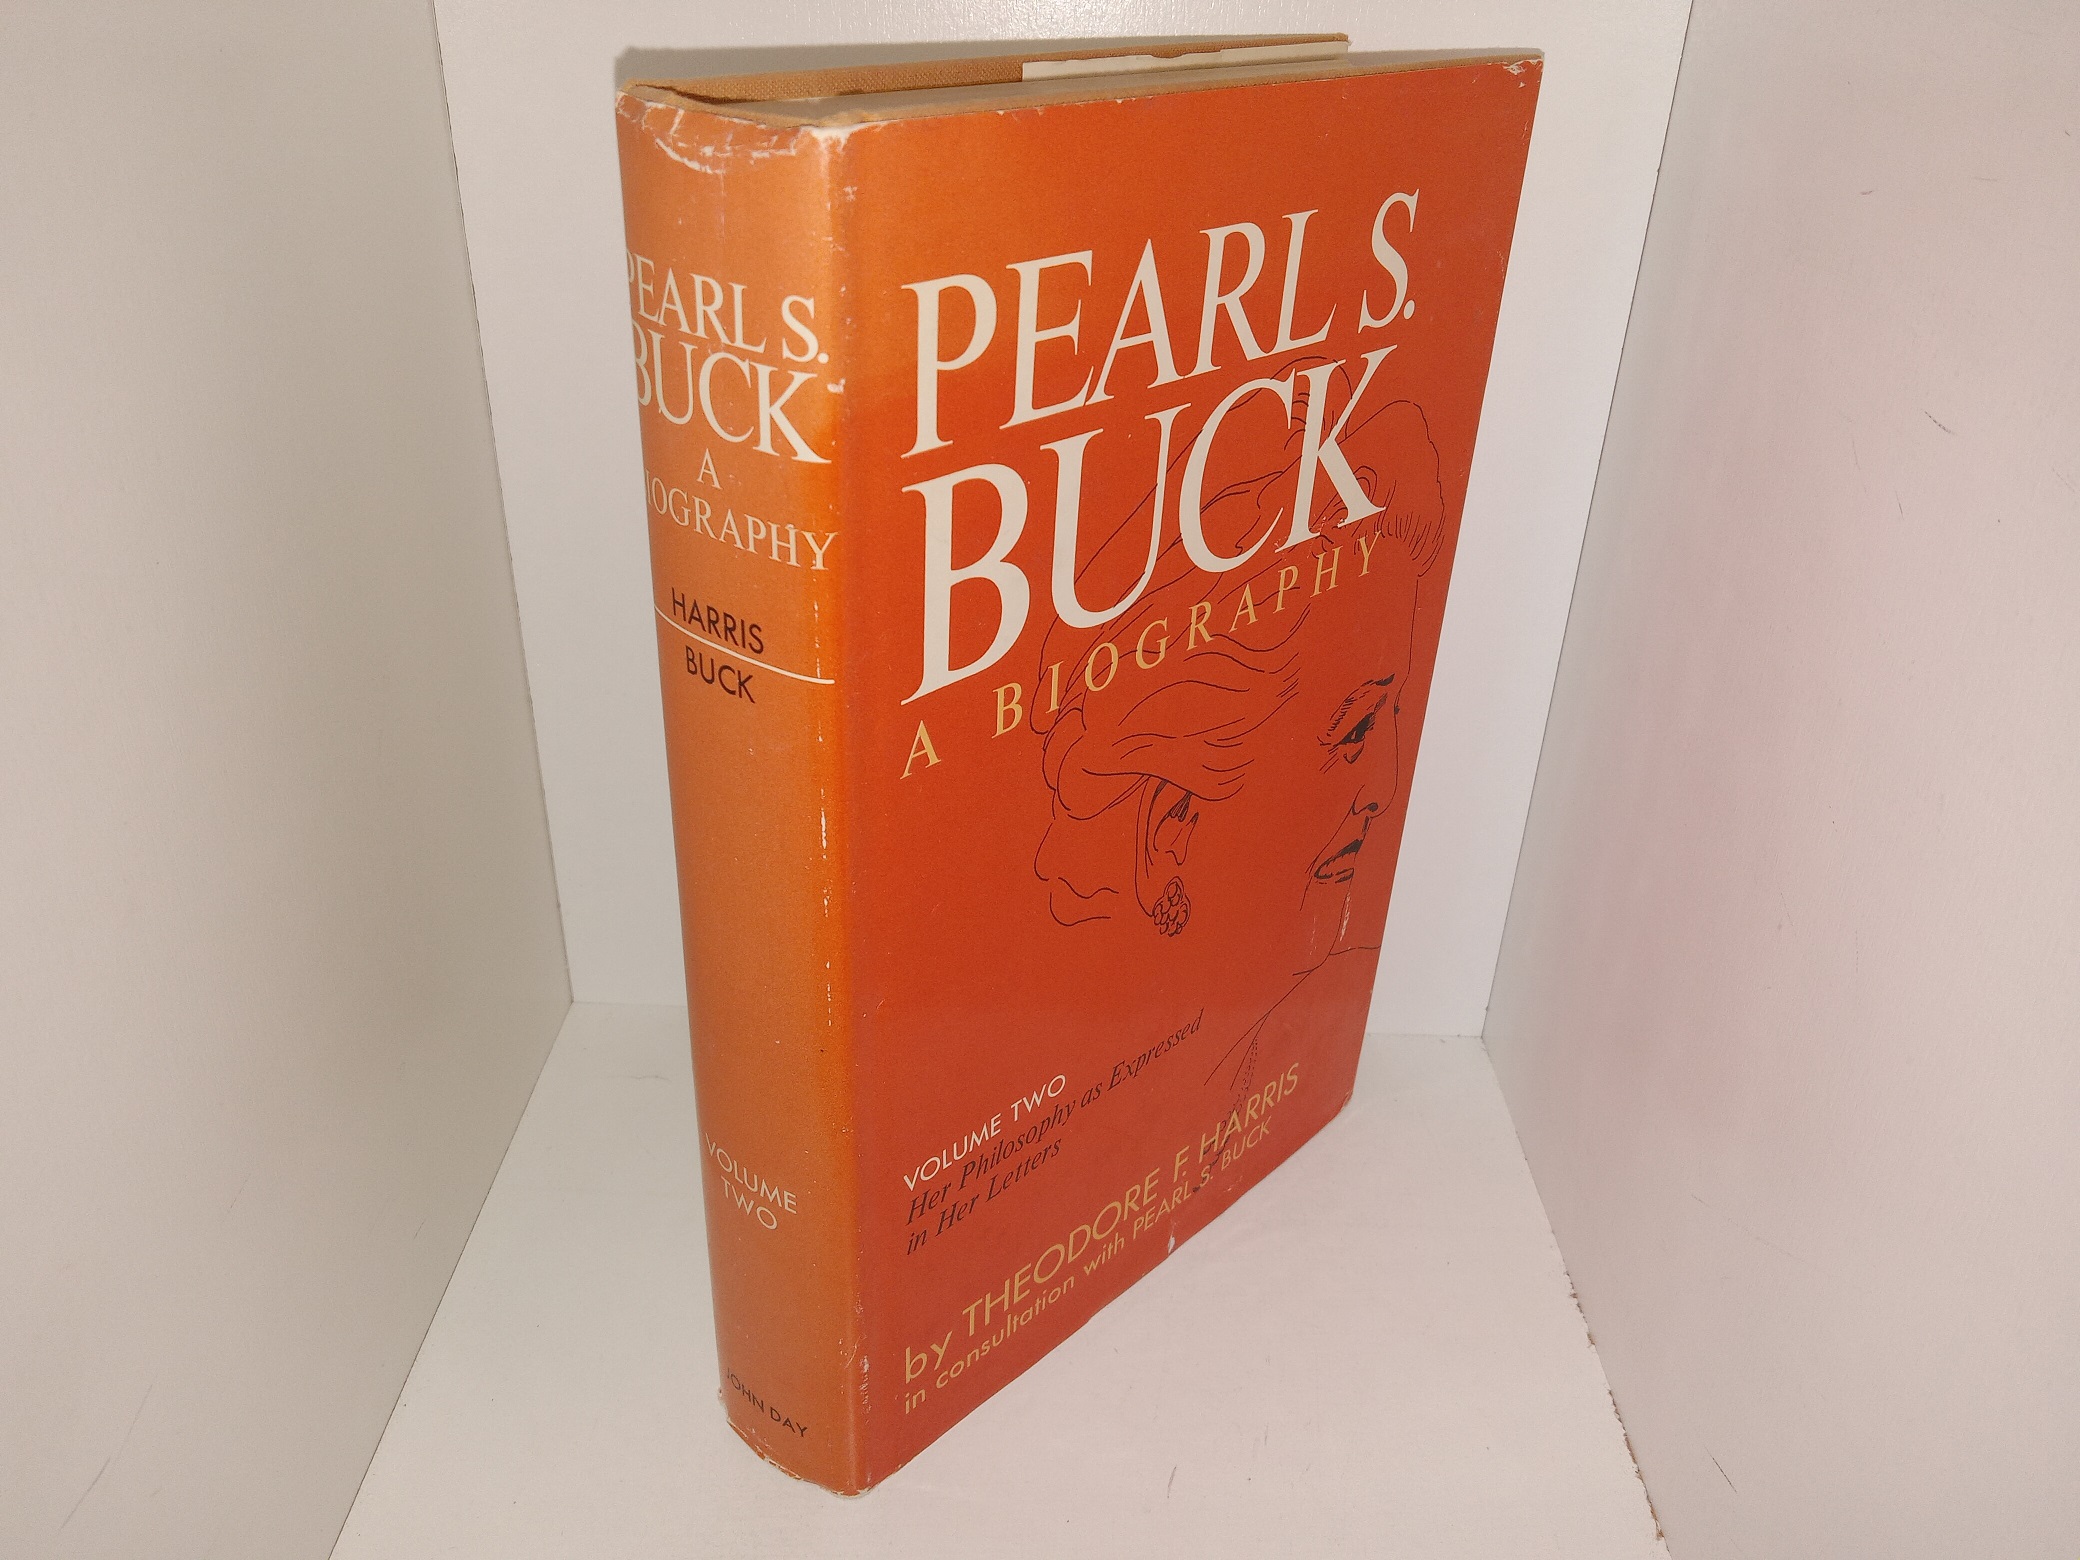 PEARL S.
BUCK
A
IOGRAPHY
HARRIS
BUCK
VOLUME
TWO
JOHN DAY
PEARL S.
BUCK
A BIOGRAPHY
VOLUME TWO
Her Philosophy as Expressed
in Her Letters
by THEODORE F. HARRIS
in consultation with PEARL S. BUCK